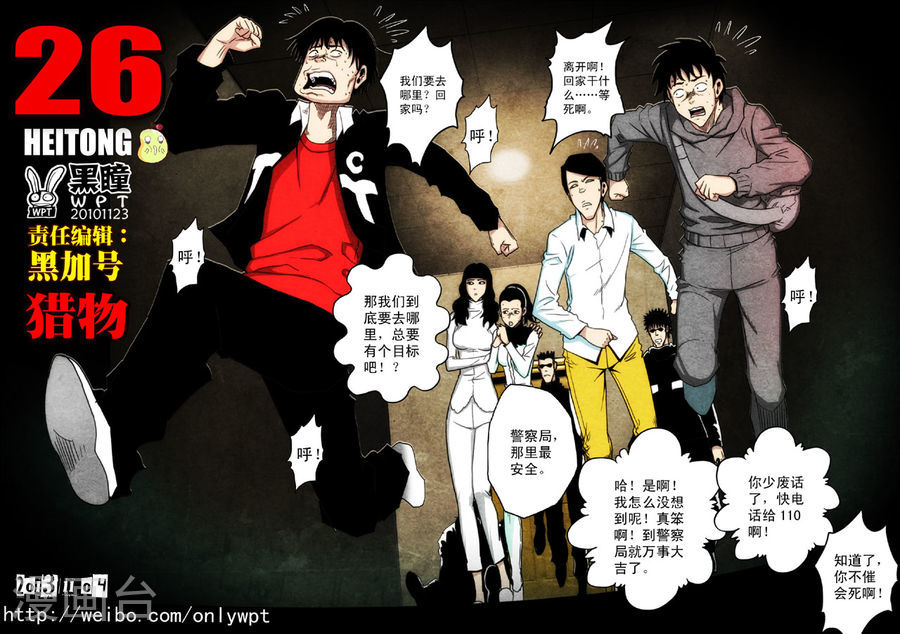 26
HEITONG
WPT
黑瞳
WPT
20101123
责任编辑：
黑加号
猎物
我们要去
哪里？回
家吗？
离开啊！
回家干什
么……等
死啊。
呼！
呼！
呼！
呼！
那我们到
底要去哪
里，总要
有个目标
吧！？
警察局，
那里最
安全。
哈！是啊！
我怎么没想
到呢！真笨
啊！到警察
局就万事大
吉了。
你少废话
了，快电
话给 110
啊！
知道了，
你不催
会死啊！
漫画台
http://weibo.com/onlywpt